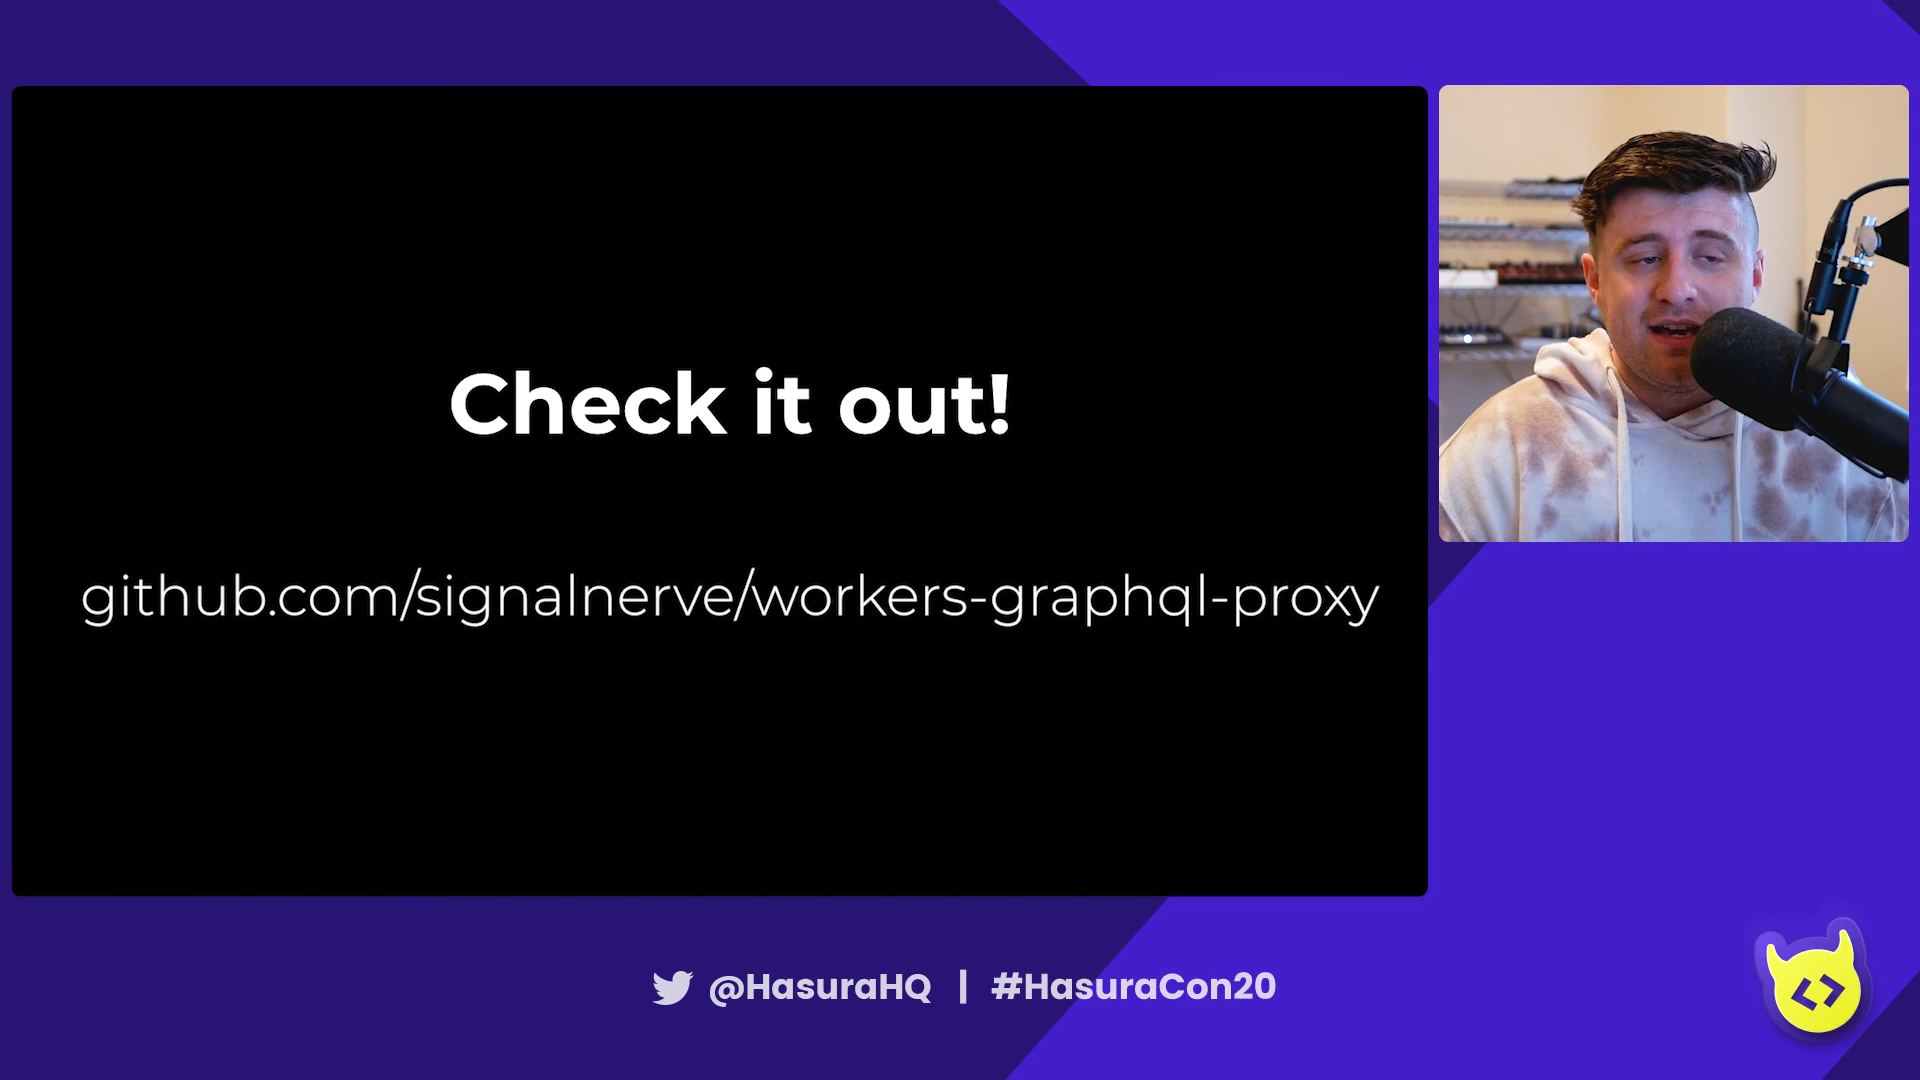 Check it out!
github.com/signalnerve/workers-graphql-proxy
@HasuraHQ | #HasuraCon20